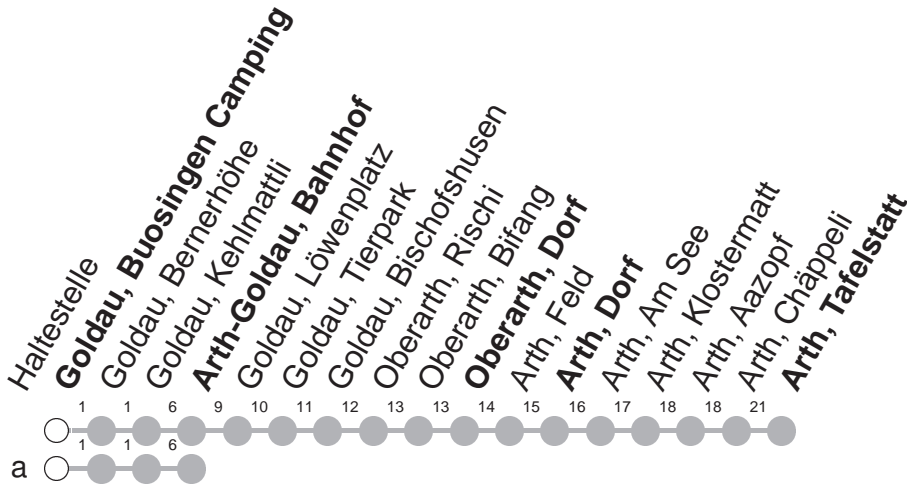 Haltestelle
Goldau, Buosingen Camping
Goldau, Bernerhöhe
Goldau, Kehlmattli
Arth-Goldau, Bahnhof
Goldau, Löwenplatz
Goldau, Tierpark
Goldau, Bischofshusen
Oberarth, Rischi
Oberarth, Bifang
Oberarth, Dorf
Arth, Feld
Arth, Dorf
Arth, Am See
Arth, Klostermatt
Arth, Aazopf
Arth, Chäppeli
Arth, Tafelstatt
1 1 6 9 10 11 12 13 13 14 15 16 17 18 18 21
a 1 1 6